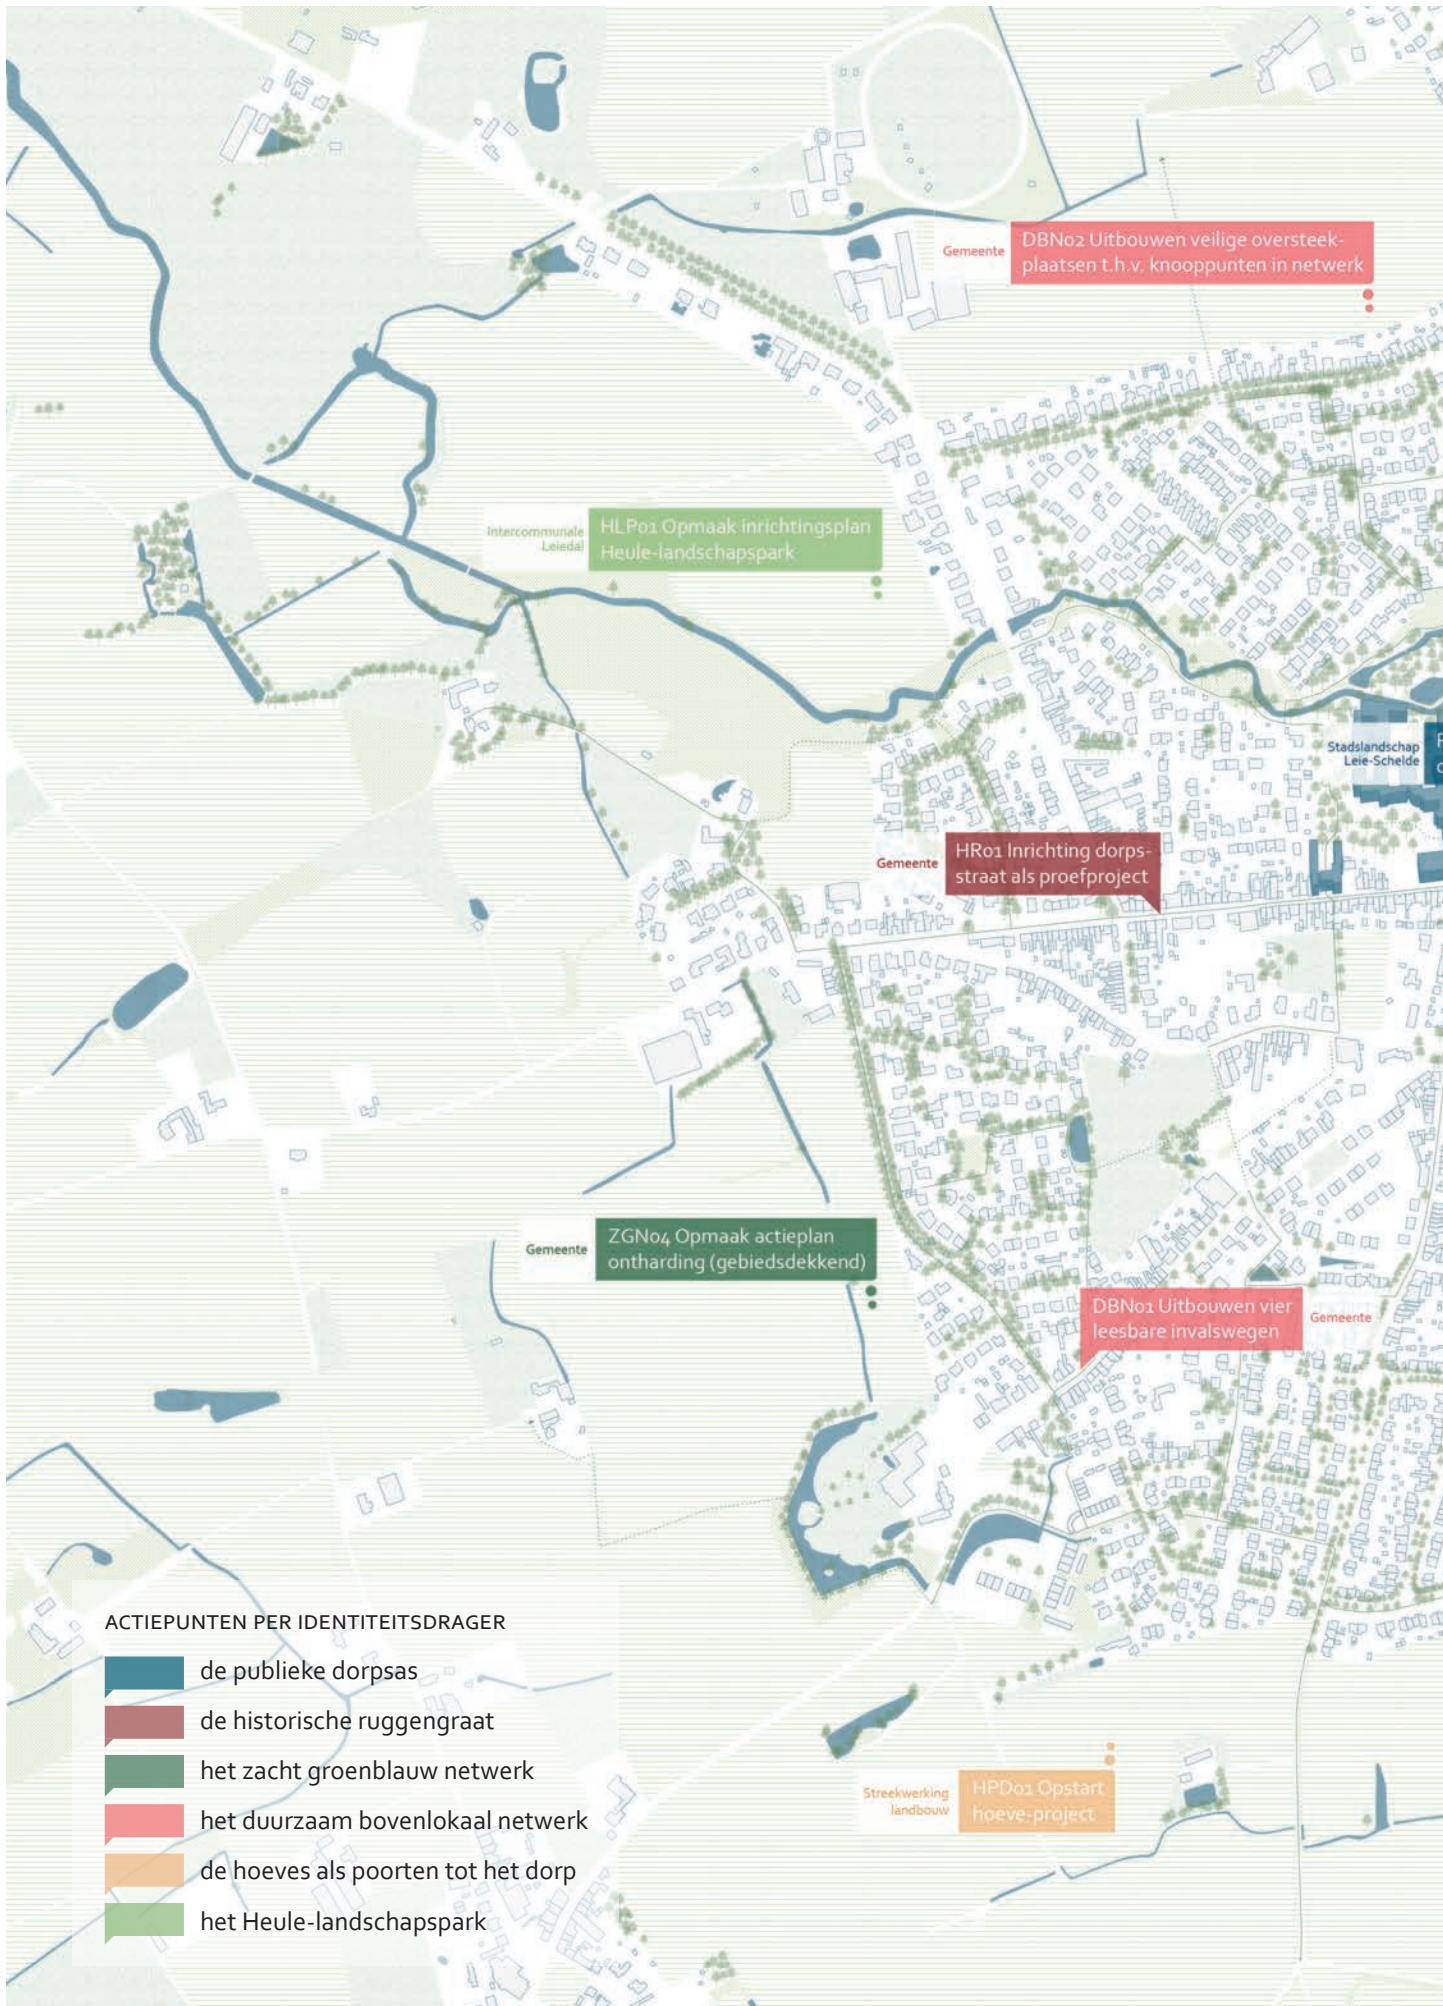 Gemeente
DBN02 Uitbouwen veilige oversteek-
plaatsen t.h.v. knooppunten in netwerk
Intercommunale
Leiedal
HLP01 Opmaak inrichtingsplan
Heule-landschapspark
Stadslandschap
Leie-Schelde
Gemeente
HR01 Inrichting dorps-
straat als proefproject
Gemeente
ZGN04 Opmaak actieplan
ontharding (gebiedsdekkend)
DBN01 Uitbouwen vier
leesbare invalswegen
Gemeente
Streekwerking
landbouw
HPD01 Opstart
hoeve-project
ACTIEPUNTEN PER IDENTITEITSDRAGER
de publieke dorpsas
de historische ruggengraat
het zacht groenblauw netwerk
het duurzaam bovenlokaal netwerk
de hoeves als poorten tot het dorp
het Heule-landschapspark